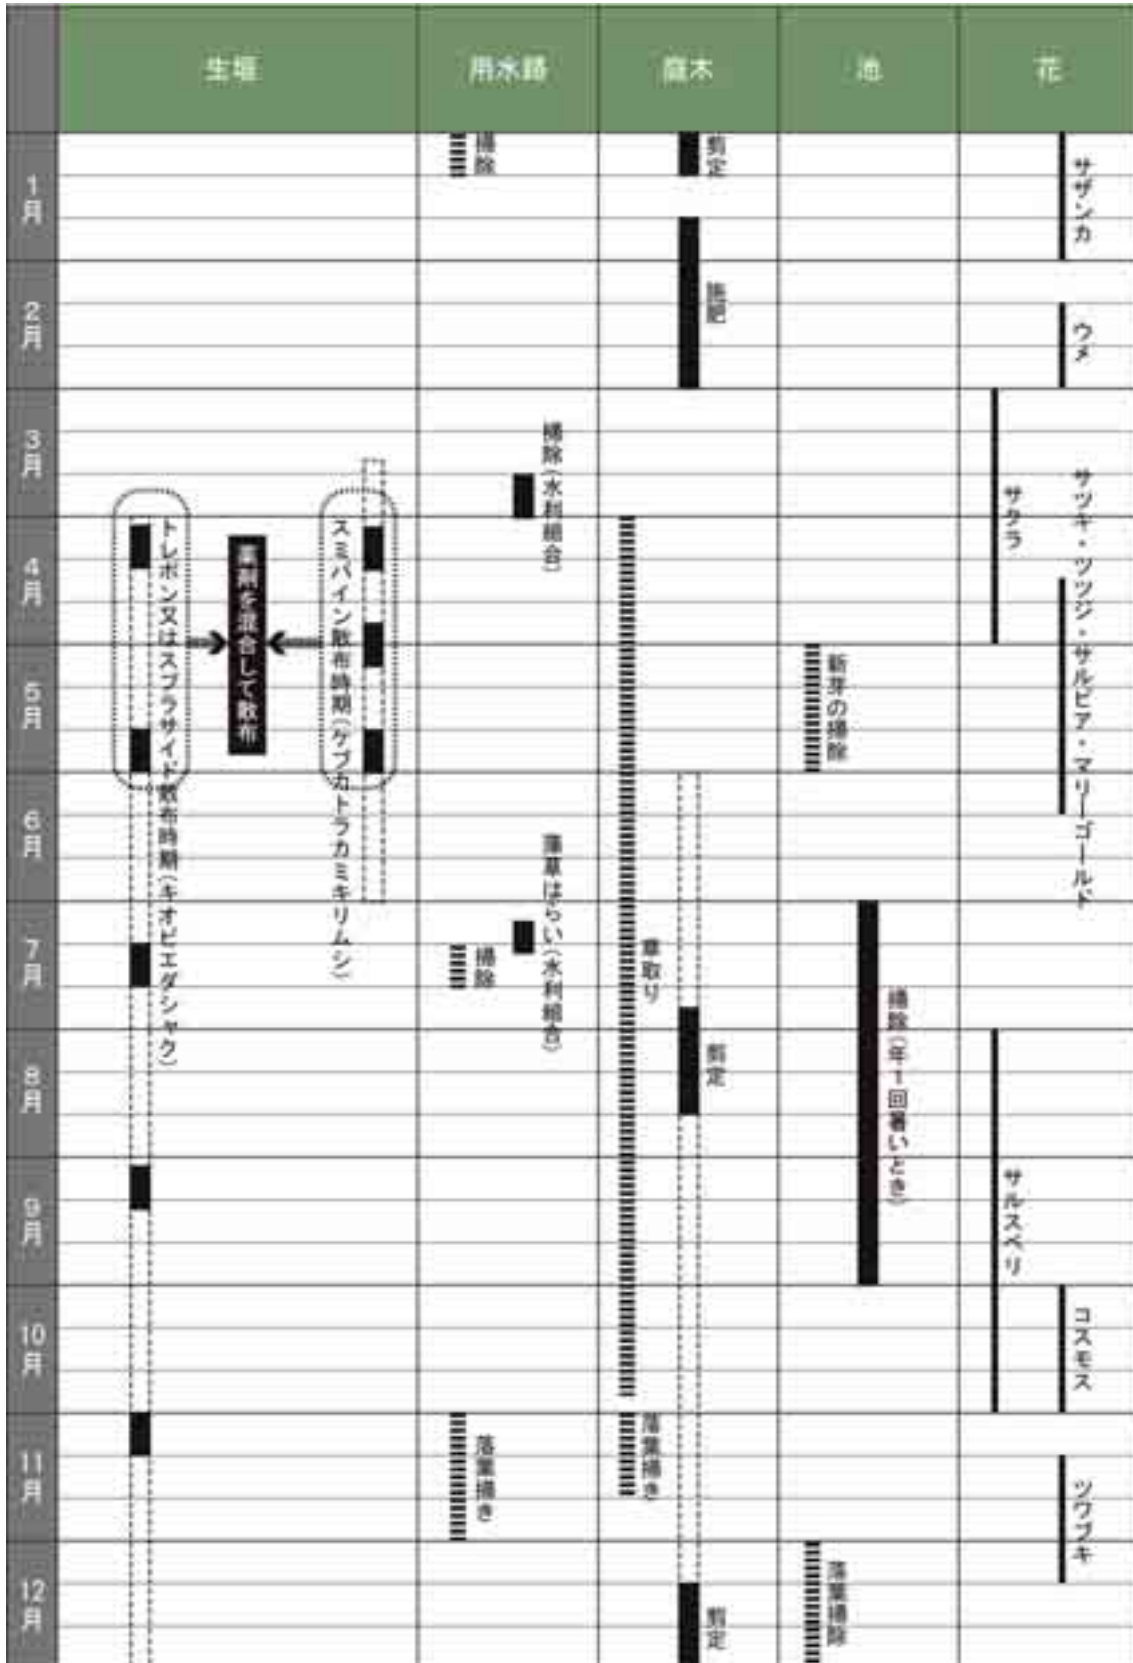 生垣
用水路
庭木
池
花
1月
2月
3月
4月
5月
6月
7月
8月
9月
10月
11月
12月
トレボン又はスプラサイド散布時期(キオビエダシャク)
薬剤を混合して散布
スミパイン散布時期(ケブカトラカミキリムシ)
掃除
掃除(水利組合)
藻草はらい(水利組合)
掃除
落葉掃き
剪定
施肥
草取り
剪定
落葉掃き
剪定
新芽の掃除
掃除(年1回暑いとき)
落葉掃除
サザンカ
ウメ
サクラ
サツキ・ツツジ・サルビア・マリーゴールド
サルスベリ
コスモス
ツワブキ